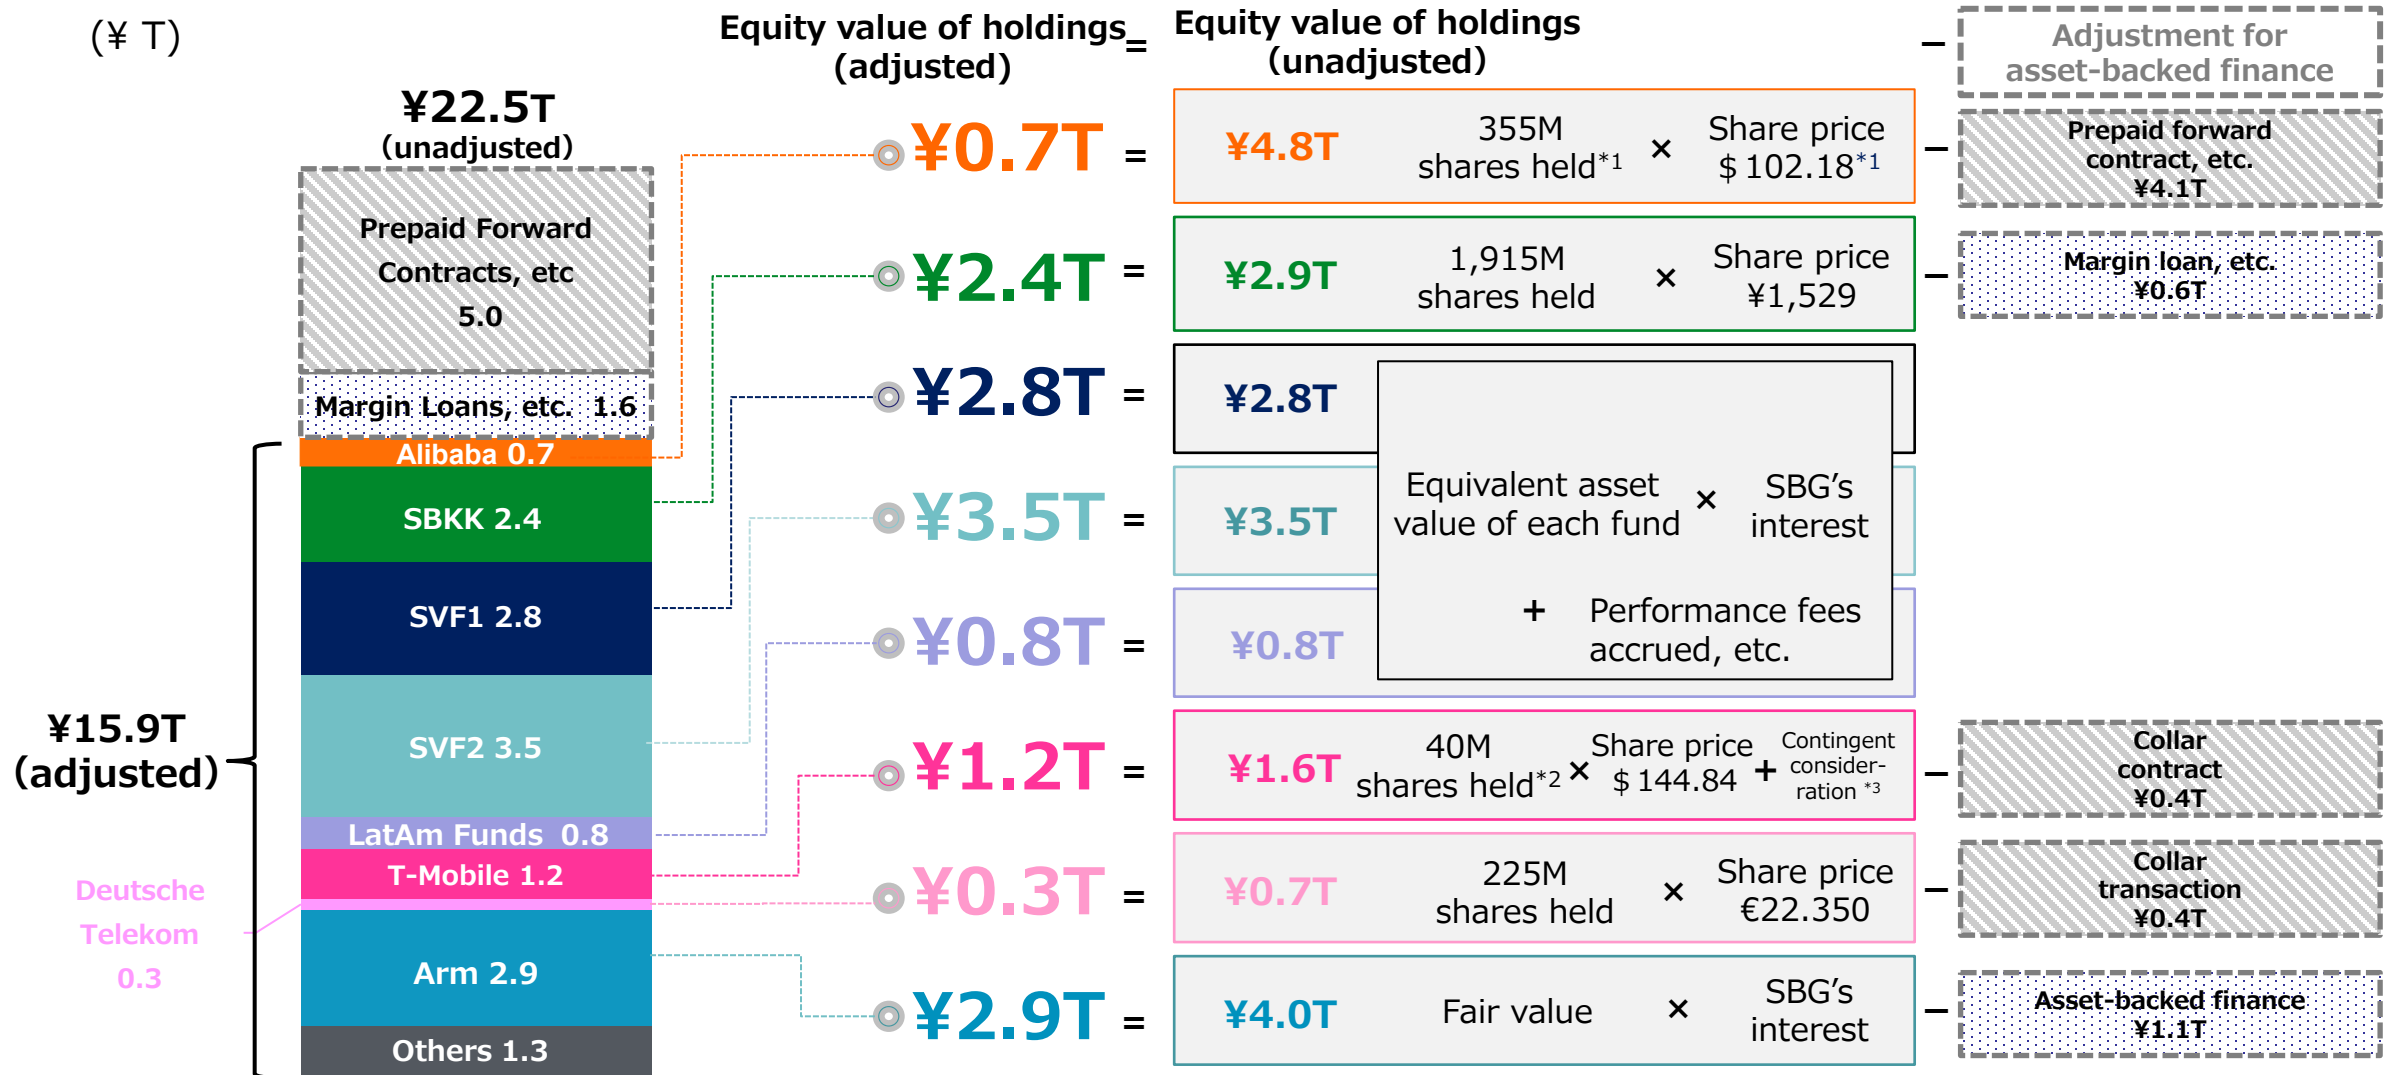 (¥ T)
Equity value of holdings
(adjusted)
=
Equity value of holdings
(unadjusted)
−
Adjustment for
asset-backed finance
¥22.5T
(unadjusted)
Prepaid Forward
Contracts, etc
5.0
Margin Loans, etc. 1.6
Alibaba 0.7
SBKK 2.4
SVF1 2.8
SVF2 3.5
LatAm Funds 0.8
T-Mobile 1.2
Arm 2.9
Others 1.3
¥15.9T
(adjusted)
Deutsche
Telekom
0.3
¥0.7T
=
¥4.8T
355M
shares held*1
×
Share price
$ 102.18*1
−
Prepaid forward
contract, etc.
¥4.1T
¥2.4T
=
¥2.9T
1,915M
shares held
×
Share price
¥1,529
−
Margin loan, etc.
¥0.6T
¥2.8T
=
¥2.8T
¥3.5T
=
¥3.5T
Equivalent asset
value of each fund
×
SBG's
interest
+
Performance fees
accrued, etc.
¥0.8T
=
¥0.8T
¥1.2T
=
¥1.6T
40M
shares held*2
×
Share price
$ 144.84
+
Contingent
consider-
ration *3
−
Collar
contract
¥0.4T
¥0.3T
=
¥0.7T
225M
shares held
×
Share price
€22.350
−
Collar
transaction
¥0.4T
¥2.9T
=
¥4.0T
Fair value
×
SBG's
interest
−
Asset-backed finance
¥1.1T